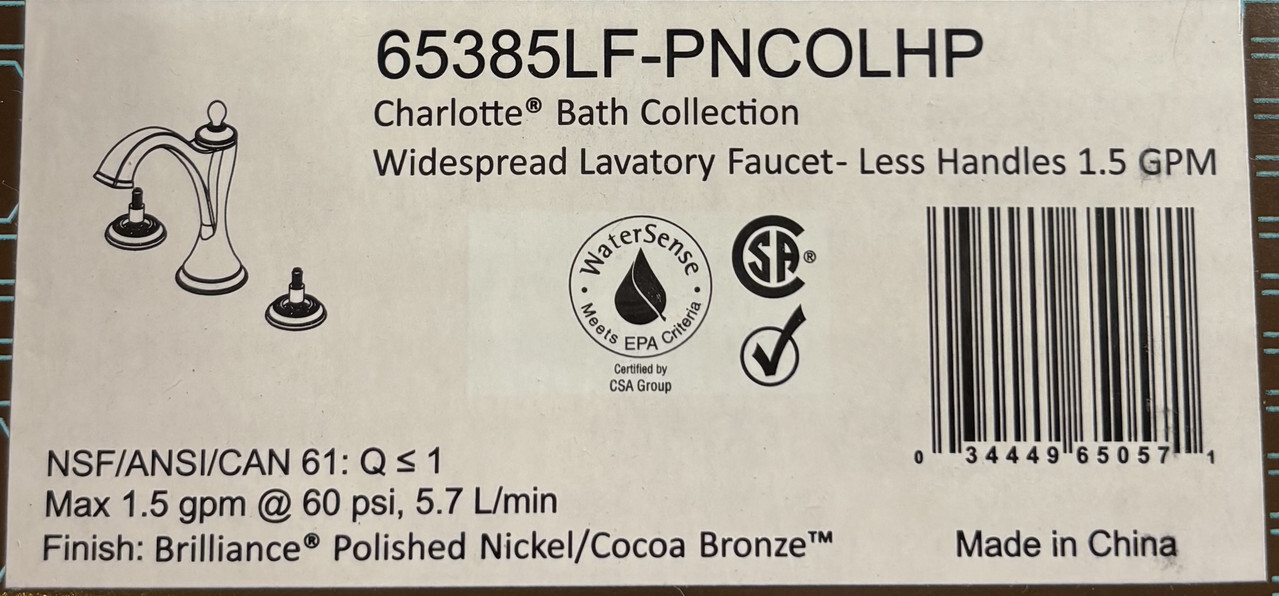 65385LF-PNCOLHP
Charlotte® Bath Collection
Widespread Lavatory Faucet- Less Handles 1.5 GPM
WaterSense
Meets EPA Criteria
Certified by
CSA Group
CSA®
0 34449 65057 1
NSF/ANSI/CAN 61: Q ≤ 1
Max 1.5 gpm @ 60 psi, 5.7 L/min
Finish: Brilliance® Polished Nickel/Cocoa Bronze™
Made in China